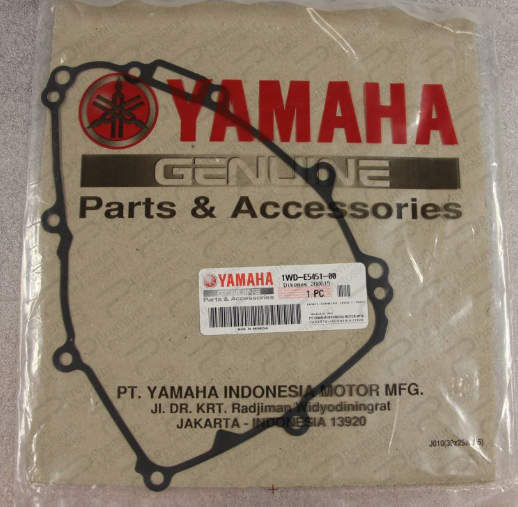 YAMAHA
GENUINE
Parts & Accessories
YAMAHA
GENUINE
Parts & Accessories
1WD-E5451-00
1 PC
PT. YAMAHA INDONESIA MOTOR MFG.
Jl. DR. KRT. Radjiman Widyodiningrat
JAKARTA - INDONESIA 13920